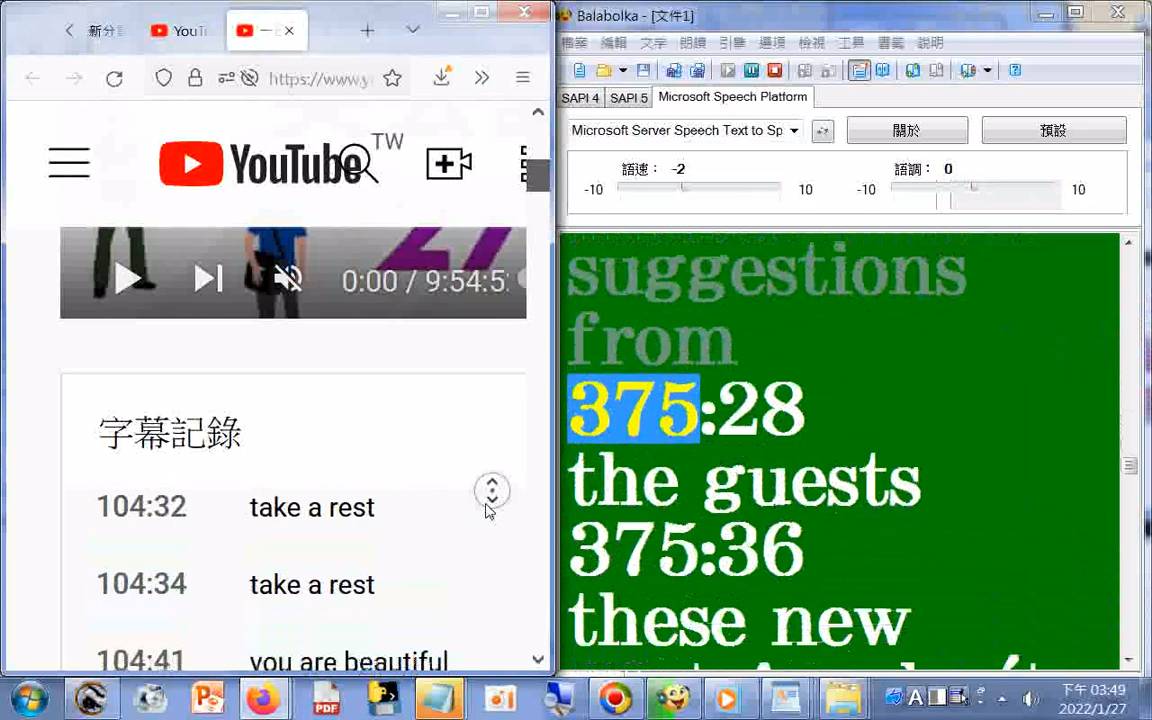 新分
YouT
一E
https://www.y
YouTube
TW
27
0:00 / 9:54:5
字幕記錄
104:32 take a rest
104:34 take a rest
104:41 you are beautiful
Balabolka - [文件1]
檔案 編輯 文字 朗讀 引擎 選項 檢視 工具 書籤 說明
SAPI 4 SAPI 5 Microsoft Speech Platform
Microsoft Server Speech Text to Sp
關於 預設
語速： -2 語調： 0
-10 10 -10 10
suggestions
from
375:28
the guests
375:36
these new
下午 03:49
2022/1/27